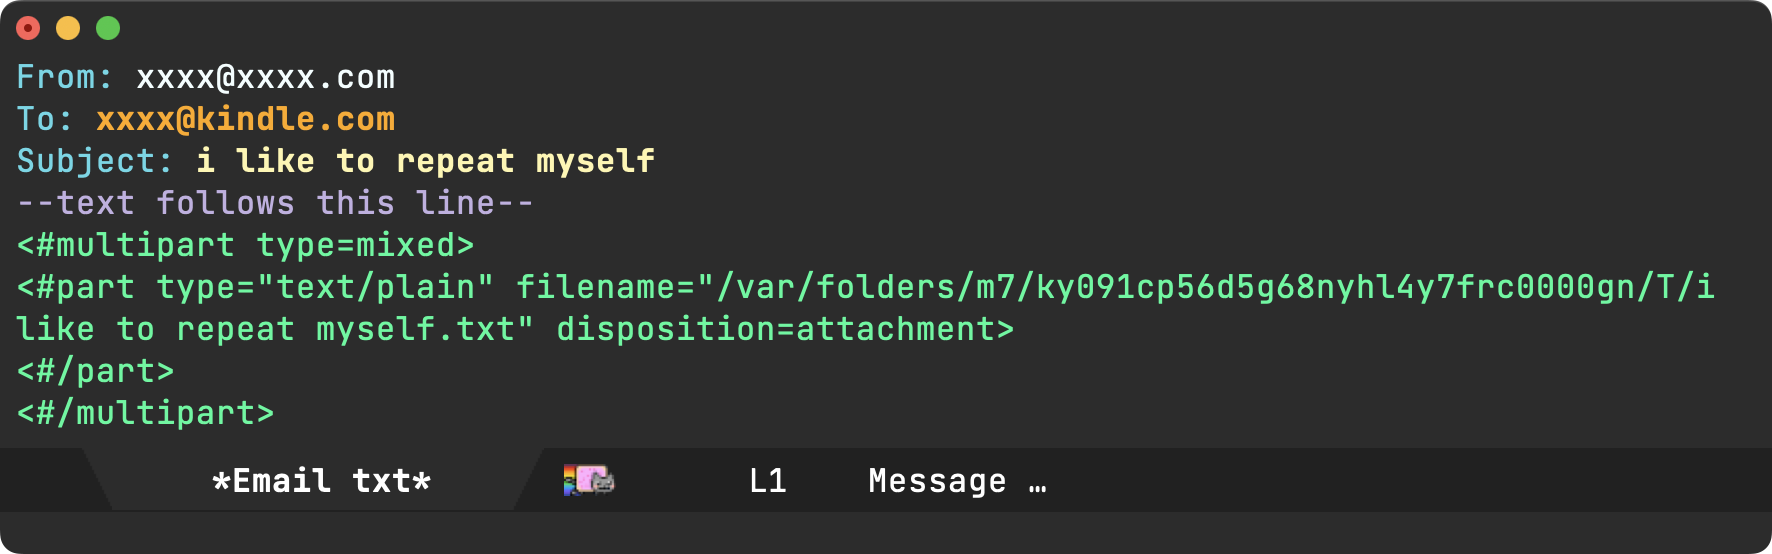 From: xxxx@xxxx.com
To: xxxx@kindle.com
Subject: i like to repeat myself
--text follows this line--
<#multipart type=mixed>
<#part type="text/plain" filename="/var/folders/m7/ky091cp56d5g68nyhl4y7frc0000gn/T/i
like to repeat myself.txt" disposition=attachment>
<#/part>
<#/multipart>
*Email txt* L1 Message …